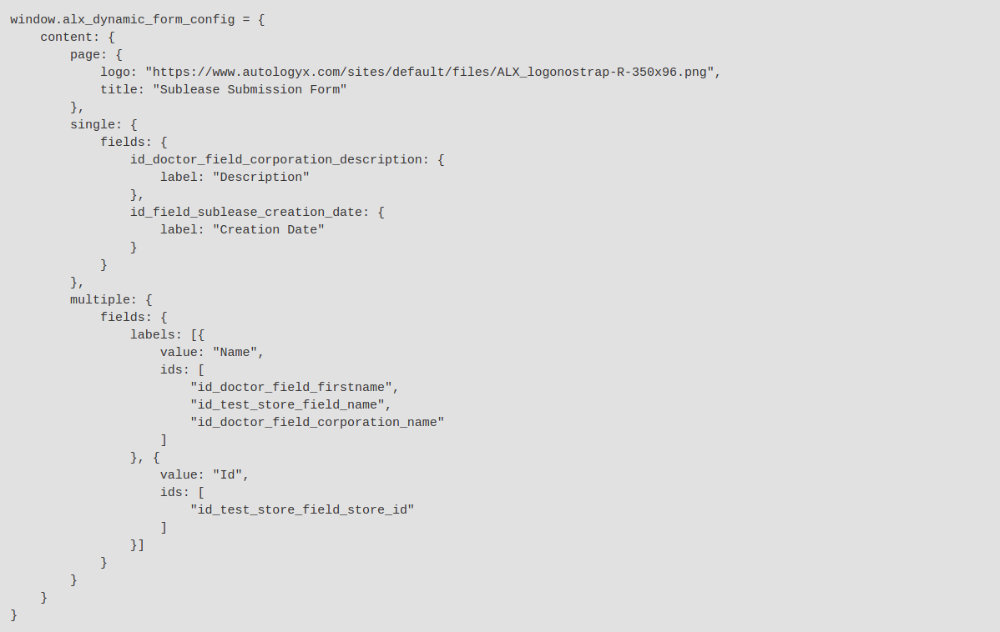 window.alx_dynamic_form_config = {
    content: {
        page: {
            logo: "https://www.autologyx.com/sites/default/files/ALX_logonostrap-R-350x96.png",
            title: "Sublease Submission Form"
        },
        single: {
            fields: {
                id_doctor_field_corporation_description: {
                    label: "Description"
                },
                id_field_sublease_creation_date: {
                    label: "Creation Date"
                }
            }
        },
        multiple: {
            fields: {
                labels: [{
                    value: "Name",
                    ids: [
                        "id_doctor_field_firstname",
                        "id_test_store_field_name",
                        "id_doctor_field_corporation_name"
                    ]
                }, {
                    value: "Id",
                    ids: [
                        "id_test_store_field_store_id"
                    ]
                }]
            }
        }
    }
}